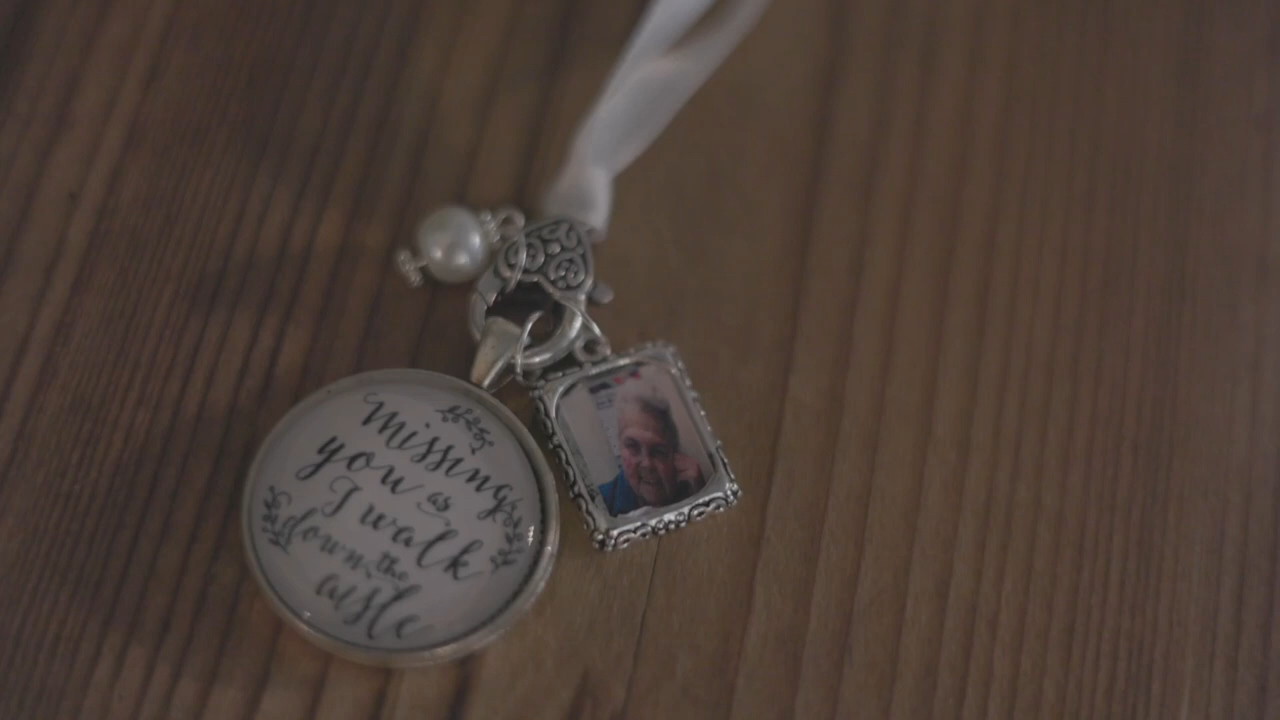 missing
you as
I walk
down the
aisle